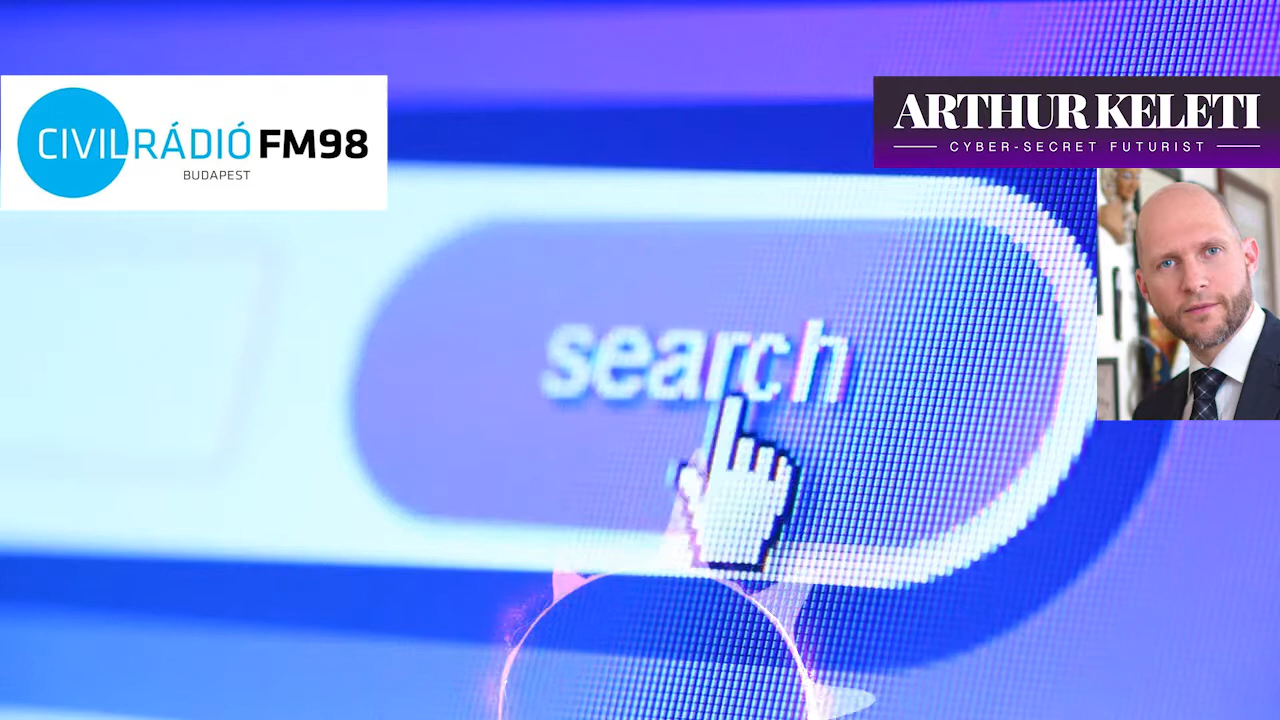 CIVILRÁDIÓ FM98
BUDAPEST
ARTHUR KELETI
CYBER-SECRET FUTURIST
search